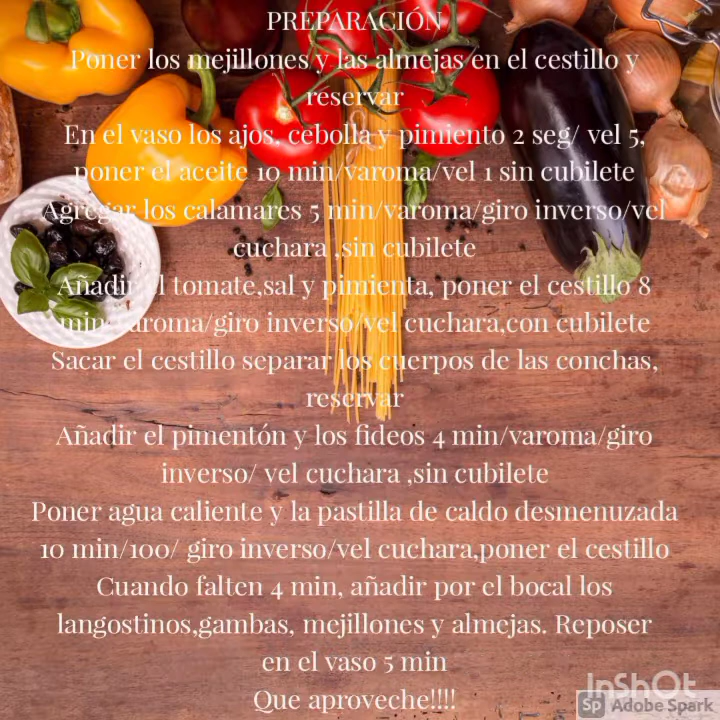 PREPARACIÓN
Poner los mejillones y las almejas en el cestillo y
reservar
En el vaso los ajos, cebolla y pimiento 2 seg/ vel 5,
poner el aceite 10 min/varoma/vel 1 sin cubilete
Agregar los calamares 5 min/varoma/giro inverso/vel
cuchara ,sin cubilete
Añadir el tomate,sal y pimienta, poner el cestillo 8
min/varoma/giro inverso/vel cuchara,con cubilete
Sacar el cestillo separar los cuerpos de las conchas,
reservar
Añadir el pimentón y los fideos 4 min/varoma/giro
inverso/ vel cuchara ,sin cubilete
Poner agua caliente y la pastilla de caldo desmenuzada
10 min/100/ giro inverso/vel cuchara,poner el cestillo
Cuando falten 4 min, añadir por el bocal los
langostinos,gambas, mejillones y almejas. Reposer
en el vaso 5 min
Que aproveche!!!!
InShOt
Sp Adobe Spark